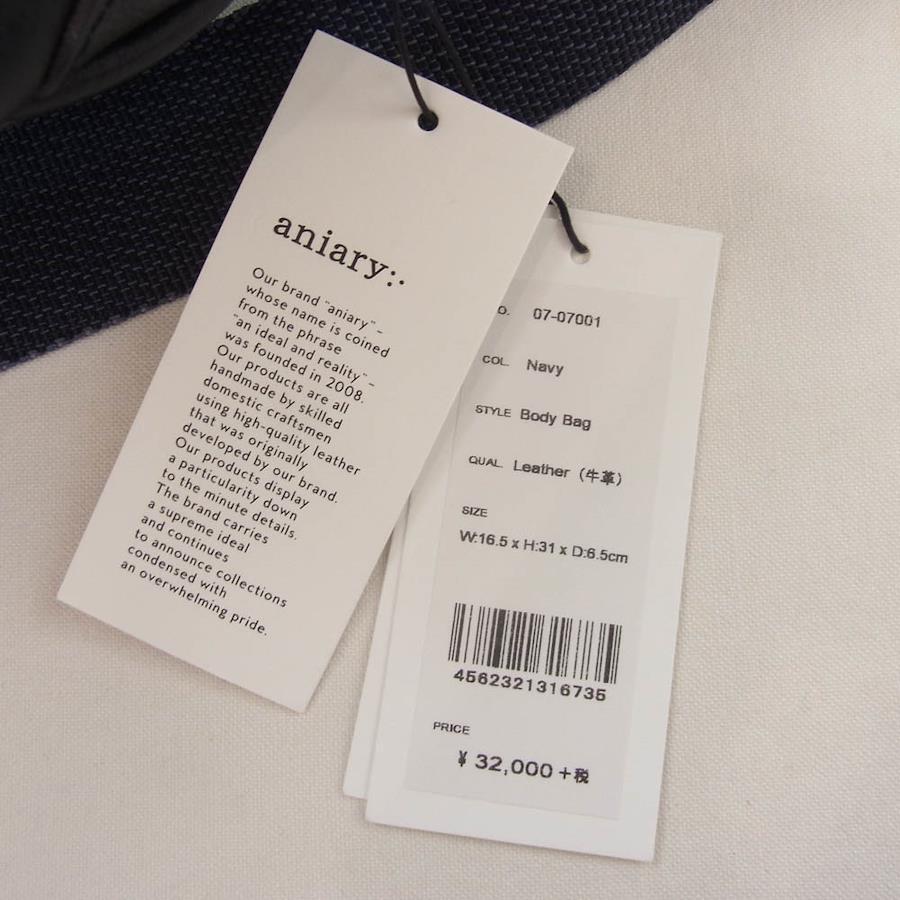 aniary:.
Our brand "aniary" –
whose name is coined
from the phrase
"an ideal and reality" –
was founded in 2008.
Our products are all
handmade by skilled
domestic craftsmen
using high-quality leather
that was originally
developed by our brand.
Our products display
a particularity down
to the minute details.
The brand carries
a supreme ideal
and continues
to announce collections
condensed with
an overwhelming pride.
O. 07-07001
COL. Navy
STYLE Body Bag
QUAL. Leather (牛革)
SIZE
W:16.5 x H:31 x D:6.5cm
4562321316735
PRICE
¥ 32,000+税